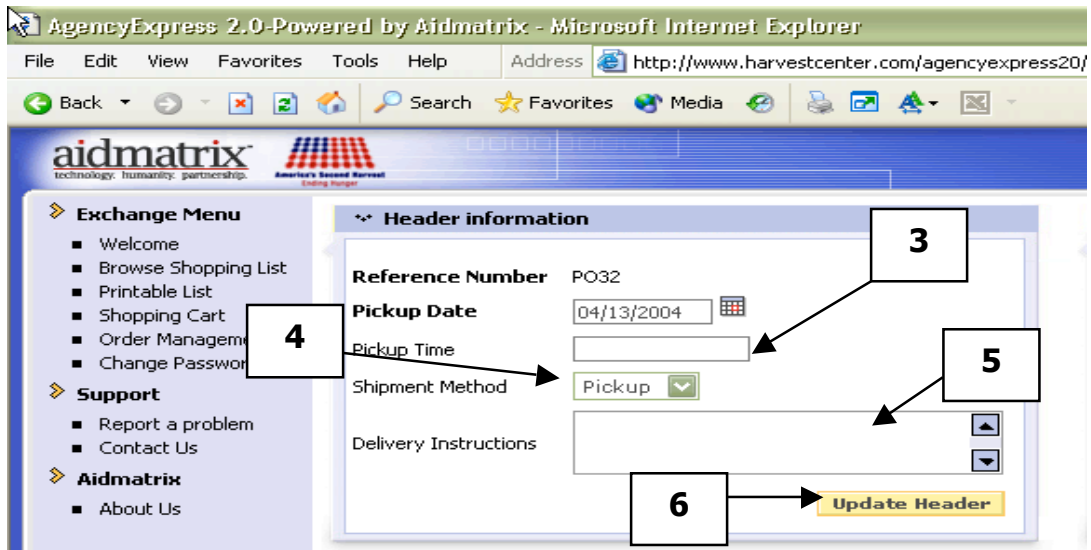 AgencyExpress 2.0-Powered by Aidmatrix - Microsoft Internet Explorer
File Edit View Favorites Tools Help Address http://www.harvestcenter.com/agencyexpress20/
Back Search Favorites Media
aidmatrix
technology. humanity. partnership.
America's Second Harvest
Ending Hunger
Exchange Menu
Welcome
Browse Shopping List
Printable List
Shopping Cart
Order Managem
Change Passwor
Support
Report a problem
Contact Us
Aidmatrix
About Us
Header information
3
Reference Number PO32
Pickup Date 04/13/2004
4
Pickup Time
5
Shipment Method Pickup
Delivery Instructions
6
Update Header